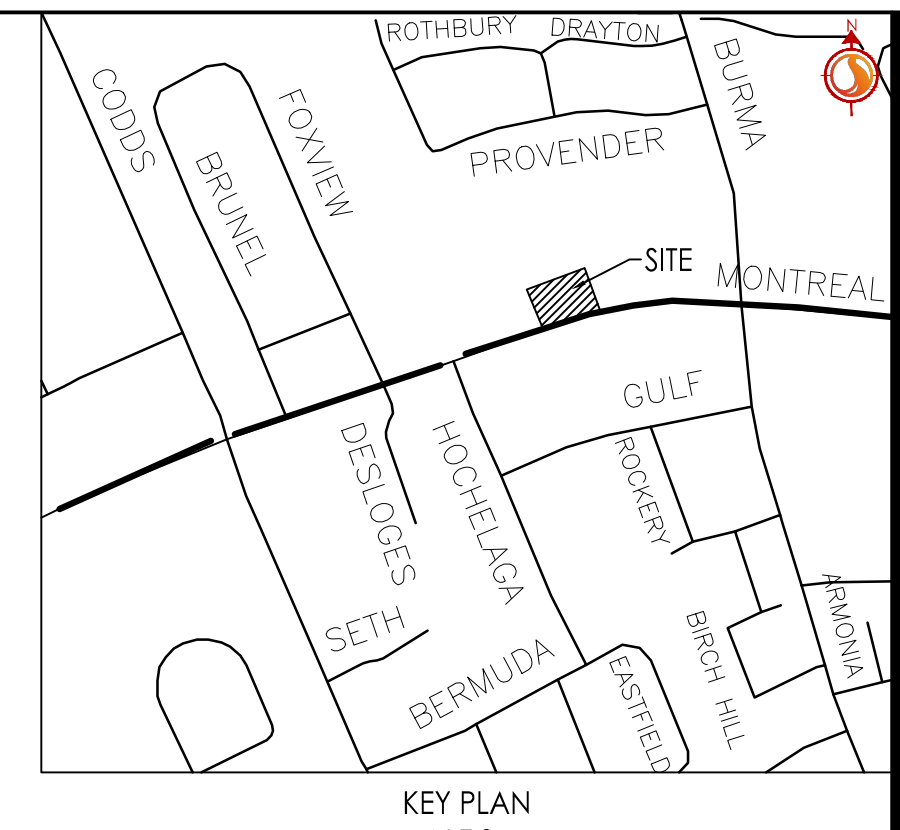 ROTHBURY
DRAYTON
N
CODDS
FOXVIEW
BURMA
BRUNEL
PROVENDER
SITE
MONTREAL
GULF
DESLOGES
HOCHELAGA
ROCKERY
SETH
BERMUDA
EASTFIELD
BIRCH HILL
ARMONIA
KEY PLAN